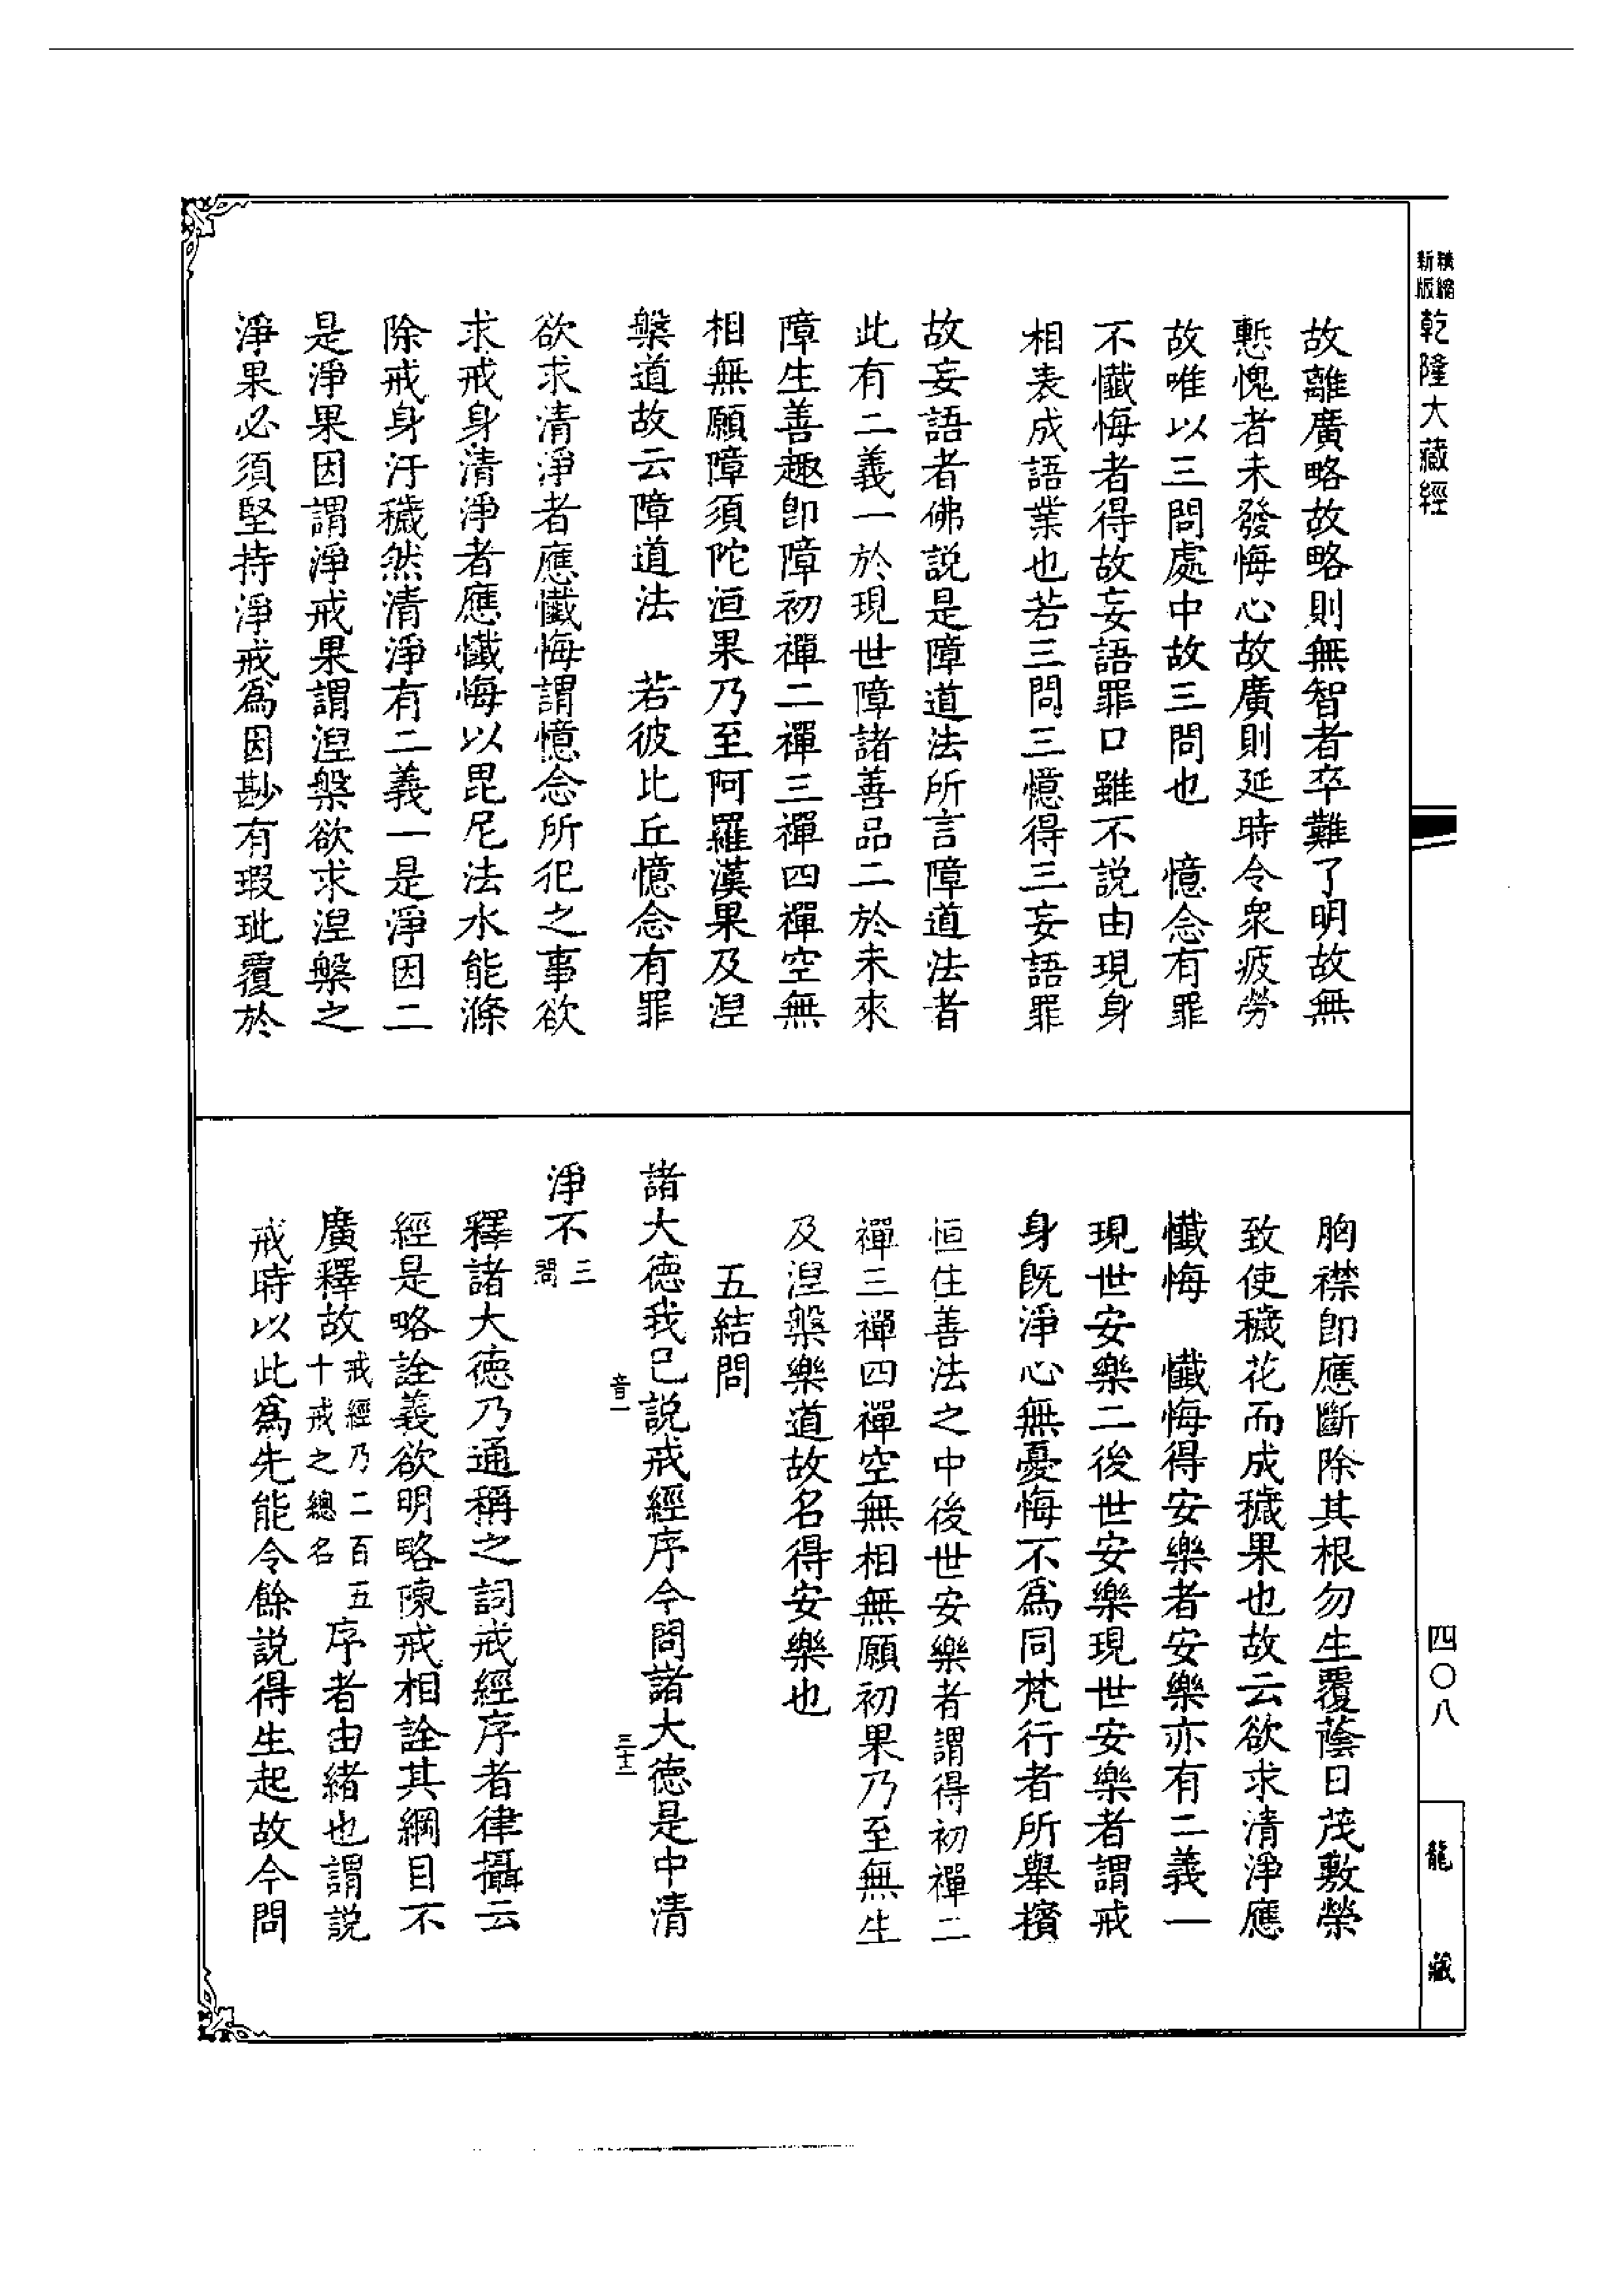 精縮
新版
乾隆大藏經
故離廣略故略則無智者卒難了明故無
慙愧者未發悔心故廣則延時令衆疲勞
故唯以三問處中故三問也　憶念有罪
不懺悔者得故妄語罪口雖不説由現身
相表成語業也若三問三憶得三妄語罪
故妄語者佛説是障道法所言障道法者
此有二義一於現世障諸善品二於未來
障生善趣卽障初禪二禪三禪四禪空無
相無願障須陀洹果乃至阿羅漢果及涅
槃道故云障道法　若彼比丘憶念有罪
欲求清淨者應懺悔謂憶念所犯之事欲
求戒身清淨者應懺悔以毘尼法水能滌
除戒身汙穢然清淨有二義一是淨因二
是淨果因謂淨戒果謂涅槃欲求涅槃之
淨果必須堅持淨戒爲因尠有瑕玼覆於
胸襟卽應斷除其根勿生覆蔭日茂敷榮
致使穢花而成穢果也故云欲求清淨應
懺悔　懺悔得安樂者安樂亦有二義一
現世安樂二後世安樂現世安樂者謂戒
身旣淨心無憂悔不爲同梵行者所舉擯
恒住善法之中後世安樂者謂得初禪二
禪三禪四禪空無相無願初果乃至無生
及涅槃樂道故名得安樂也
五結問
諸大德我已説戒經序今問諸大德是中清
音一
三十三
淨不三問
釋諸大德乃通稱之詞戒經序者律攝云
經是略詮義欲明略陳戒相詮其綱目不
廣釋故戒經乃二百五十戒之總名序者由緒也謂説
戒時以此爲先能令餘説得生起故今問
四〇八
龍藏